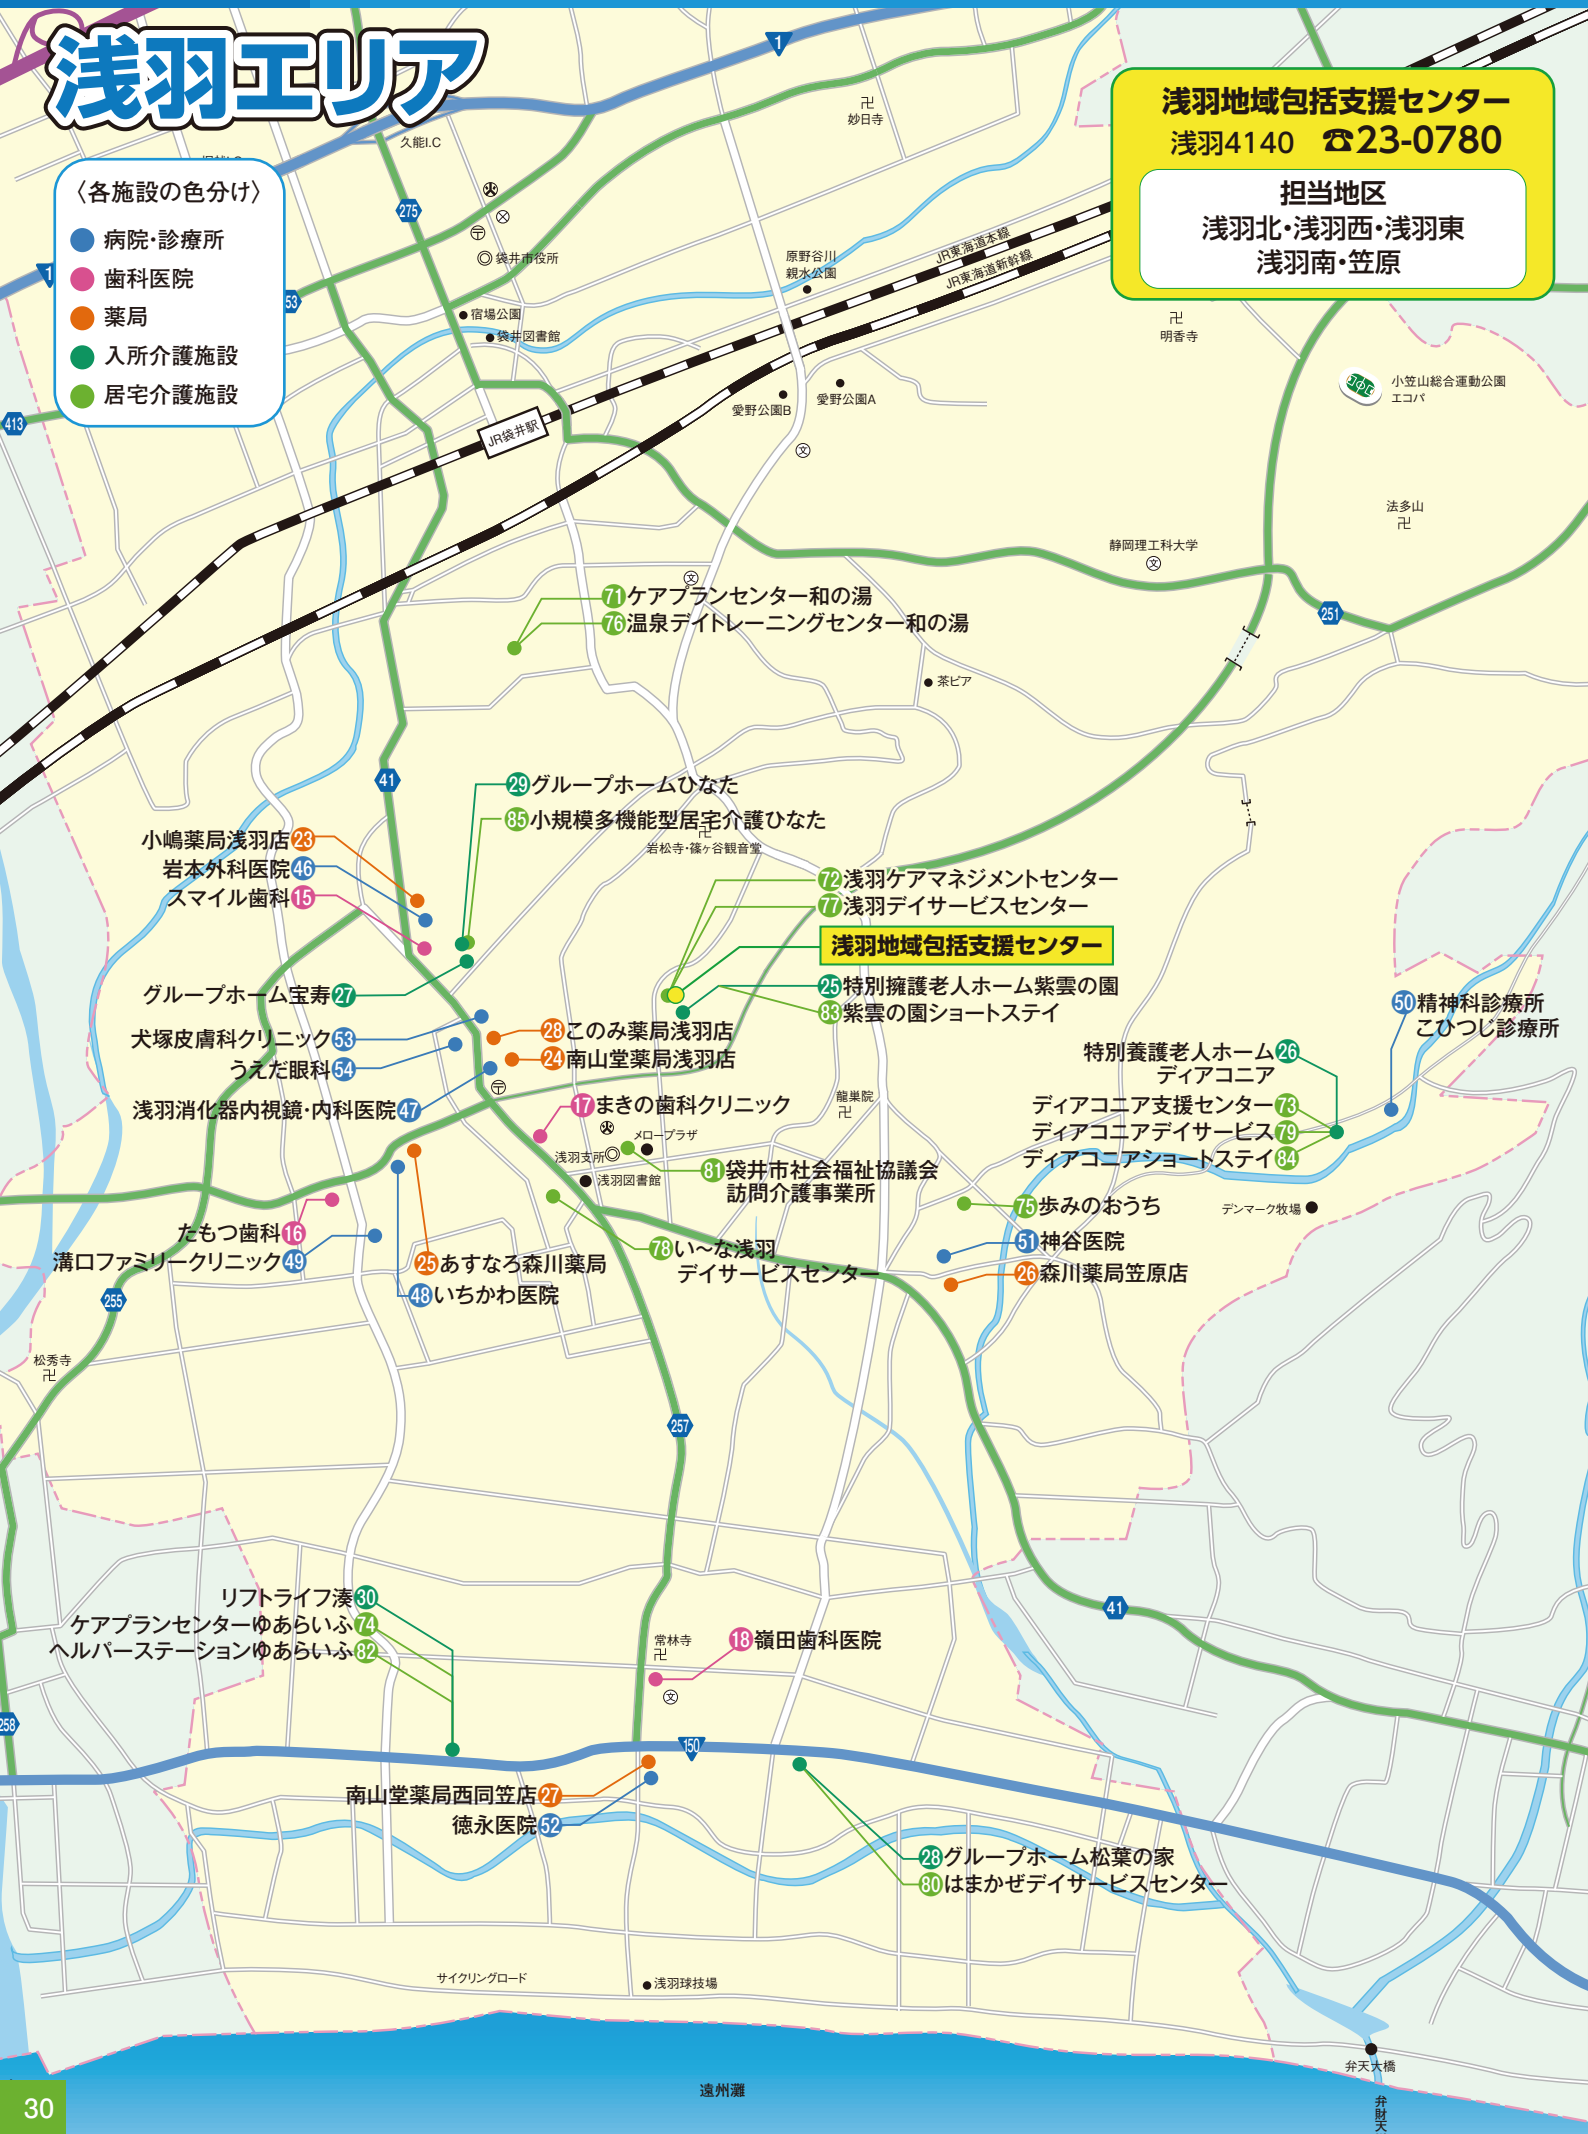 浅羽エリア
浅羽地域包括支援センター
浅羽4140 ☎23-0780
担当地区
浅羽北・浅羽西・浅羽東
浅羽南・笠原
〈各施設の色分け〉
病院・診療所
歯科医院
薬局
入所介護施設
居宅介護施設
1
久能I.C
卍
妙日寺
275
〒
袋井市役所
1
53
原野谷川
親水公園
JR東海道本線
JR東海道新幹線
宿場公園
袋井図書館
卍
明香寺
小笠山総合運動公園
エコパ
愛野公園B
愛野公園A
413
JR袋井駅
文
法多山
卍
静岡理工科大学
文
文
71ケアプランセンター和の湯
76温泉デイトレーニングセンター和の湯
251
茶ピア
41
29グループホームひなた
85小規模多機能型居宅介護ひなた
卍
岩松寺・篠ヶ谷観音堂
小嶋薬局浅羽店23
岩本外科医院46
スマイル歯科15
72浅羽ケアマネジメントセンター
77浅羽デイサービスセンター
浅羽地域包括支援センター
25特別擁護老人ホーム紫雲の園
83紫雲の園ショートステイ
グループホーム宝寿27
犬塚皮膚科クリニック53
うえだ眼科54
浅羽消化器内視鏡・内科医院47
28このみ薬局浅羽店
24南山堂薬局浅羽店
〒
50精神科診療所
こひつじ診療所
特別養護老人ホーム26
ディアコニア
ディアコニア支援センター73
ディアコニアデイサービス79
ディアコニアショートステイ84
17まきの歯科クリニック
龍巣院
卍
メロープラザ
浅羽支所
浅羽図書館
81袋井市社会福祉協議会
訪問介護事業所
75歩みのおうち
デンマーク牧場
たもつ歯科16
溝口ファミリークリニック49
25あすなろ森川薬局
48いちかわ医院
78い～な浅羽
デイサービスセンター
51神谷医院
26森川薬局笠原店
255
松秀寺
卍
257
41
リフトライフ湊30
ケアプランセンターゆあらいふ74
ヘルパーステーションゆあらいふ82
常林寺
卍
文
18嶺田歯科医院
258
150
南山堂薬局西同笠店27
徳永医院52
28グループホーム松葉の家
80はまかぜデイサービスセンター
サイクリングロード
浅羽球技場
弁天大橋
遠州灘
弁財天
30